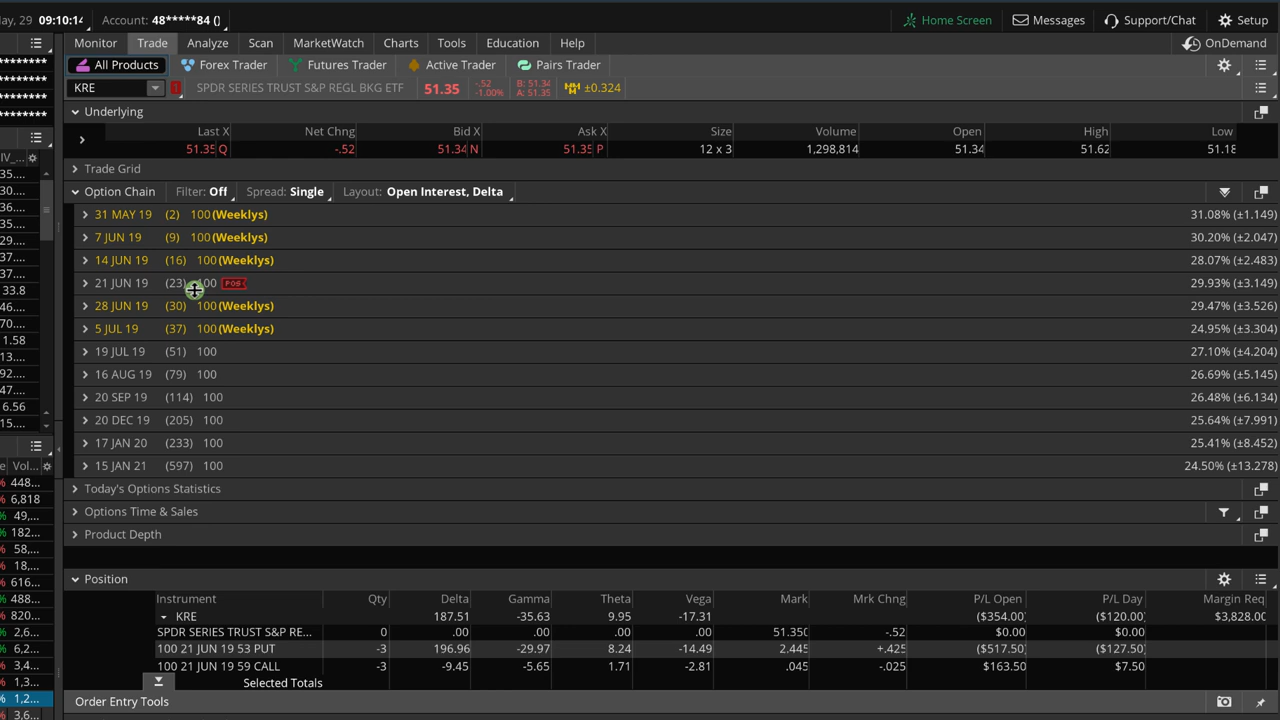 ay, 29 09:10:14 Account: 48*****84 () Home Screen Messages Support/Chat Setup
Monitor Trade Analyze Scan MarketWatch Charts Tools Education Help OnDemand
******** All Products Forex Trader Futures Trader Active Trader Pairs Trader
******** KRE SPDR SERIES TRUST S&P REGL BKG ETF 51.35 -.52 -1.00% B: 51.34 A: 51.35 ±0.324
******** Underlying
Last X Net Chng Bid X Ask X Size Volume Open High Low
51.35 Q -.52 51.34 N 51.35 P 12 x 3 1,298,814 51.34 51.62 51.18
Trade Grid
Option Chain Filter: Off Spread: Single Layout: Open Interest, Delta
31 MAY 19 (2) 100 (Weeklys) 31.08% (±1.149)
7 JUN 19 (9) 100 (Weeklys) 30.20% (±2.047)
14 JUN 19 (16) 100 (Weeklys) 28.07% (±2.483)
21 JUN 19 (23) 100 POS 29.93% (±3.149)
28 JUN 19 (30) 100 (Weeklys) 29.47% (±3.526)
5 JUL 19 (37) 100 (Weeklys) 24.95% (±3.304)
19 JUL 19 (51) 100 27.10% (±4.204)
16 AUG 19 (79) 100 26.69% (±5.145)
20 SEP 19 (114) 100 26.48% (±6.134)
20 DEC 19 (205) 100 25.64% (±7.991)
17 JAN 20 (233) 100 25.41% (±8.452)
15 JAN 21 (597) 100 24.50% (±13.278)
Today's Options Statistics
Options Time & Sales
Product Depth
Position
Instrument Qty Delta Gamma Theta Vega Mark Mrk Chng P/L Open P/L Day Margin Req
KRE 187.51 -35.63 9.95 -17.31 ($354.00) ($120.00) $3,828.00
SPDR SERIES TRUST S&P RE... 0 .00 .00 .00 .00 51.350 -.52 $0.00 $0.00
100 21 JUN 19 53 PUT -3 196.96 -29.97 8.24 -14.49 2.445 +.425 ($517.50) ($127.50)
100 21 JUN 19 59 CALL -3 -9.45 -5.65 1.71 -2.81 .045 -.025 $163.50 $7.50
Selected Totals
Order Entry Tools